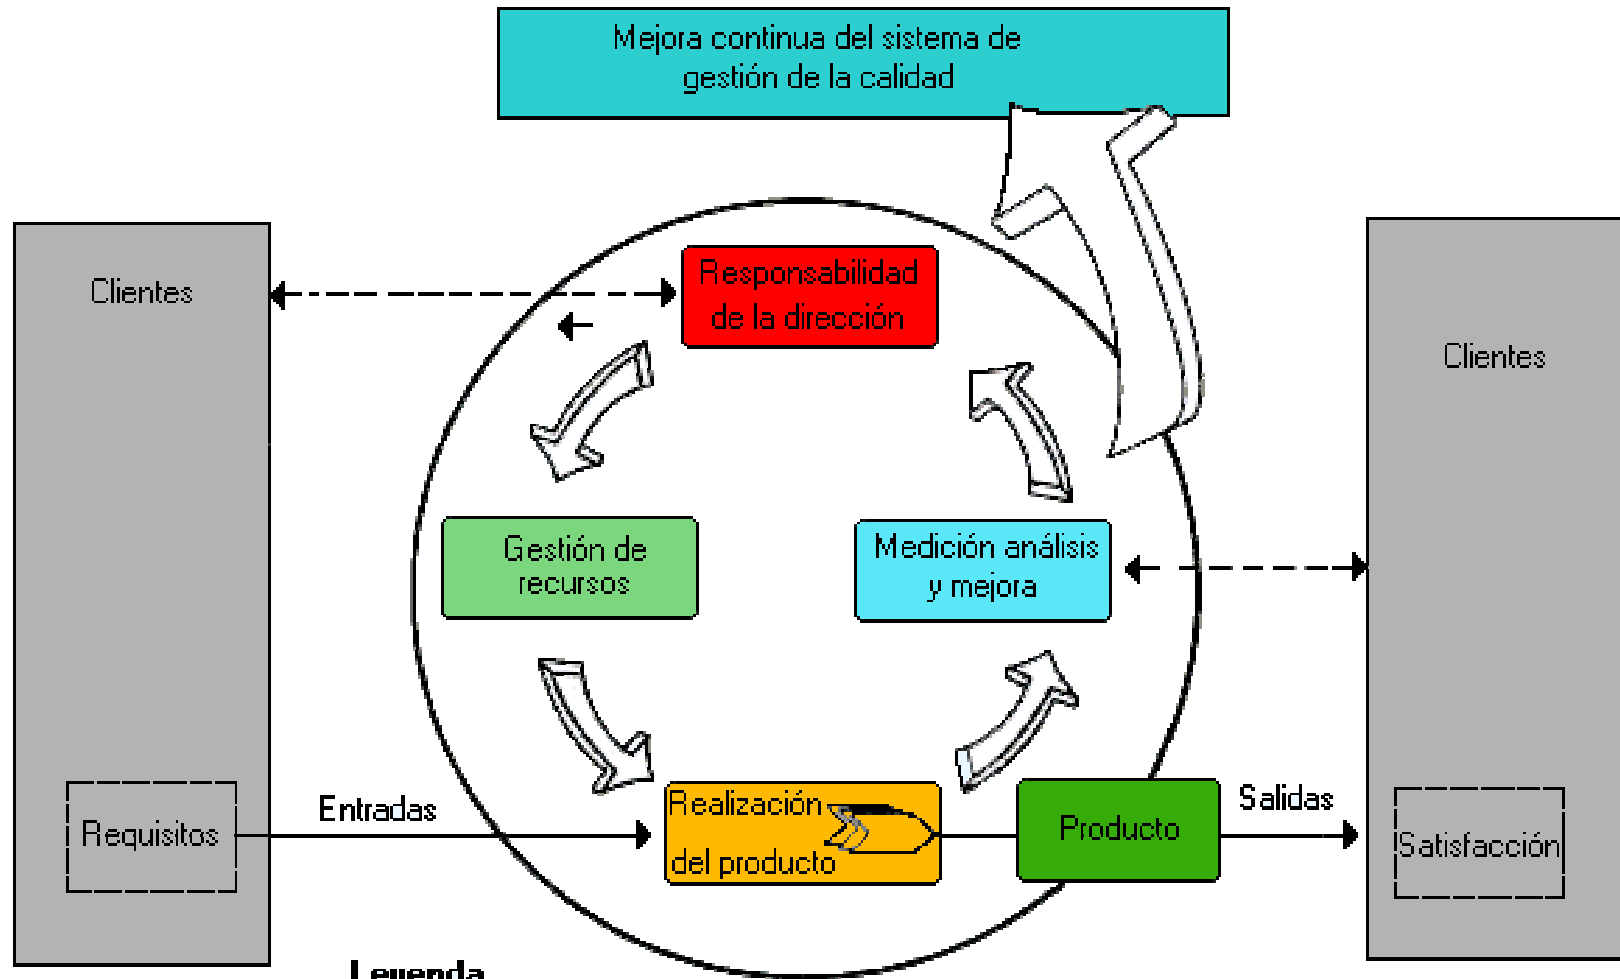 Mejora continua del sistema de
gestión de la calidad
Clientes
Responsabilidad
de la dirección
Clientes
Gestión de
recursos
Medición análisis
y mejora
Requisitos
Entradas
Realización
del producto
Producto
Salidas
Satisfacción
Leyenda